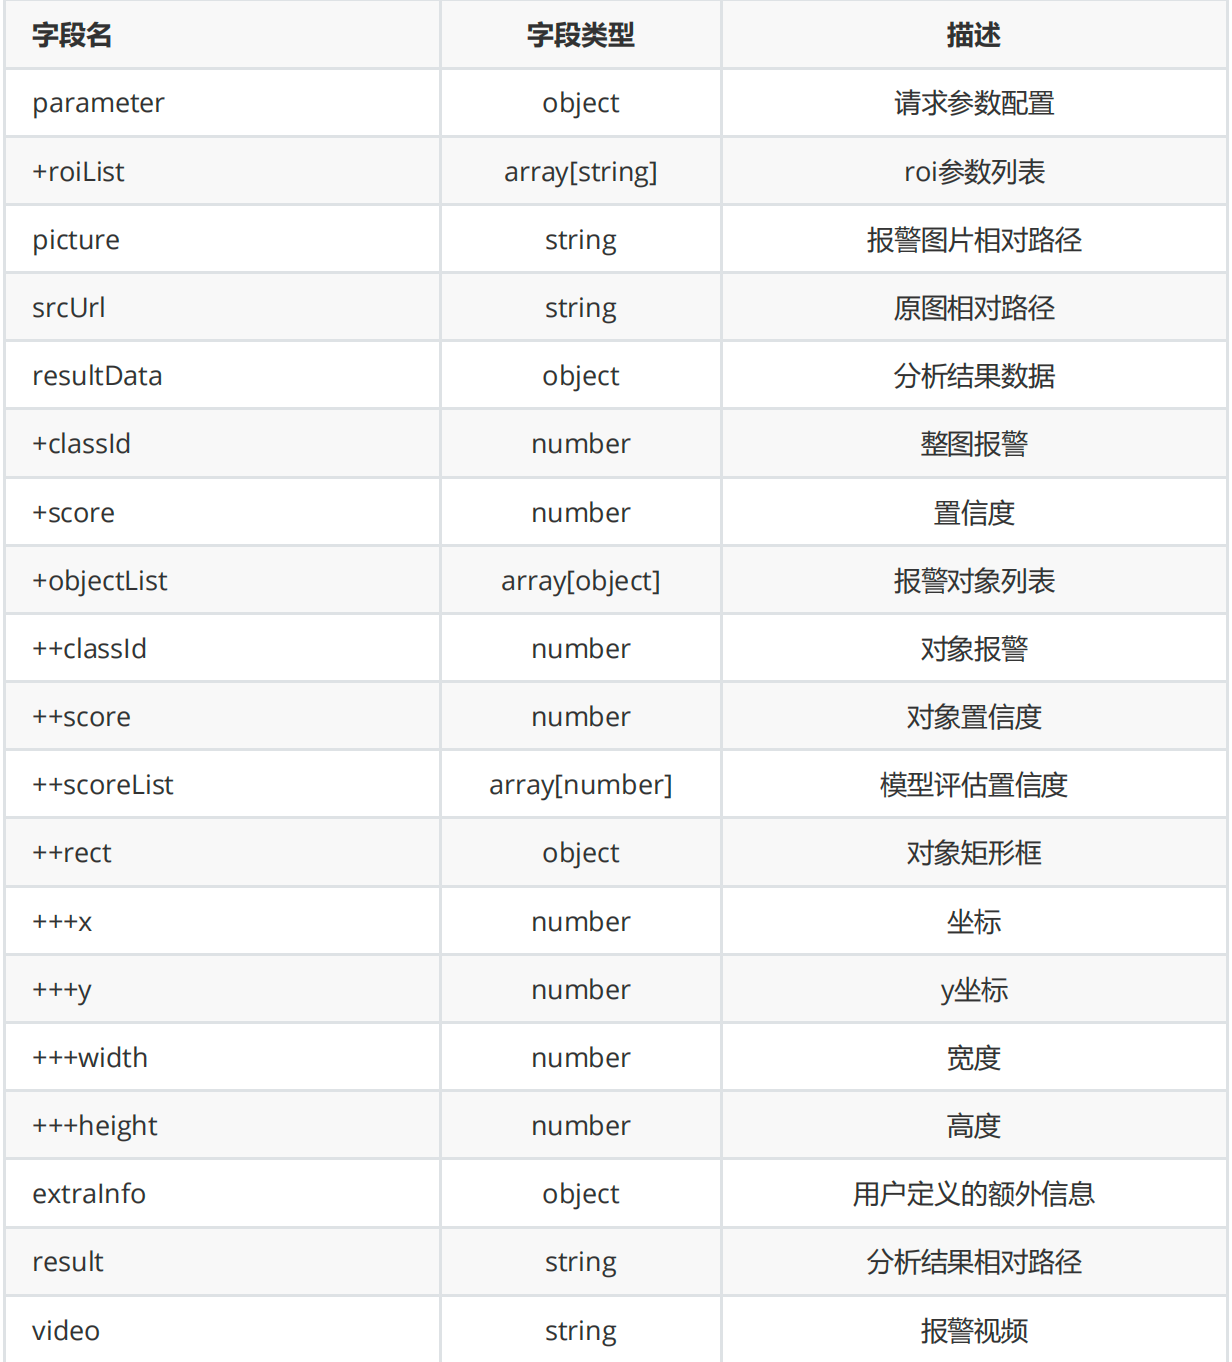 字段名 字段类型 描述
parameter object 请求参数配置
+roiList array[string] roi参数列表
picture string 报警图片相对路径
srcUrl string 原图相对路径
resultData object 分析结果数据
+classId number 整图报警
+score number 置信度
+objectList array[object] 报警对象列表
++classId number 对象报警
++score number 对象置信度
++scoreList array[number] 模型评估置信度
++rect object 对象矩形框
+++x number 坐标
+++y number y坐标
+++width number 宽度
+++height number 高度
extraInfo object 用户定义的额外信息
result string 分析结果相对路径
video string 报警视频